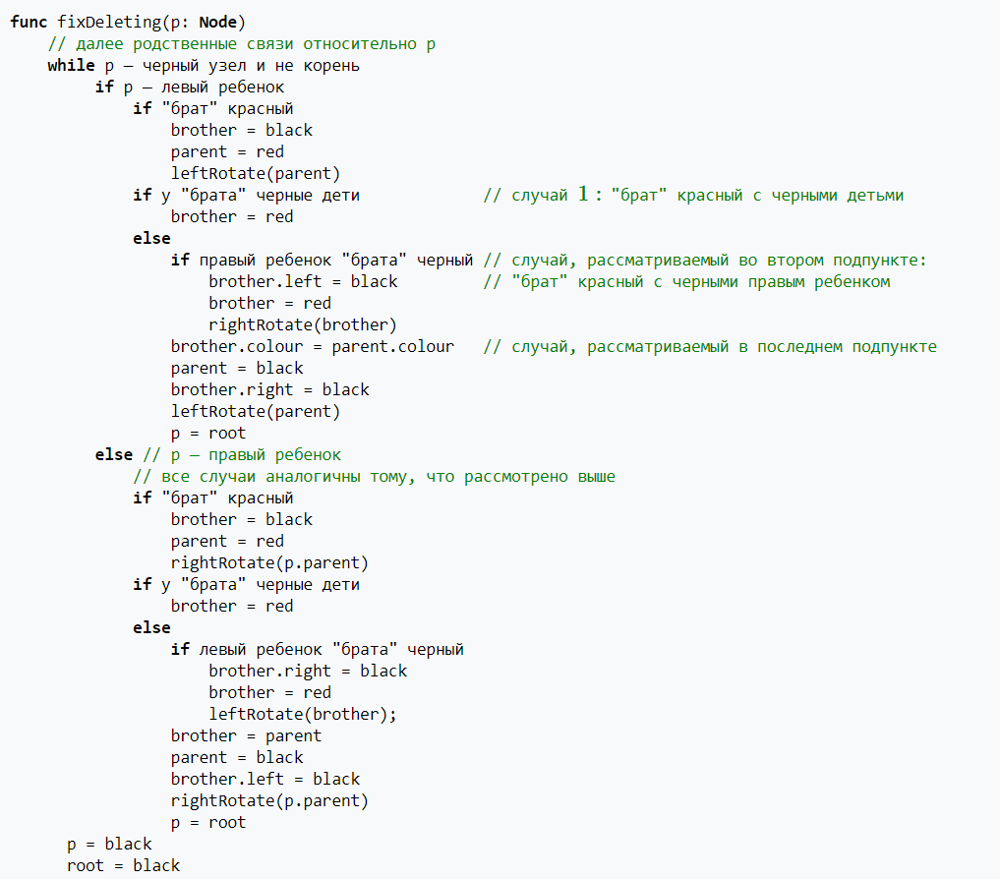 func fixDeleting(p: Node)
// далее родственные связи относительно p
while p — черный узел и не корень
if p — левый ребенок
if "брат" красный
brother = black
parent = red
leftRotate(parent)
if у "брата" черные дети // случай 1 : "брат" красный с черными детьми
brother = red
else
if правый ребенок "брата" черный // случай, рассматриваемый во втором подпункте:
brother.left = black // "брат" красный с черными правым ребенком
brother = red
rightRotate(brother)
brother.colour = parent.colour // случай, рассматриваемый в последнем подпункте
parent = black
brother.right = black
leftRotate(parent)
p = root
else // p — правый ребенок
// все случаи аналогичны тому, что рассмотрено выше
if "брат" красный
brother = black
parent = red
rightRotate(p.parent)
if у "брата" черные дети
brother = red
else
if левый ребенок "брата" черный
brother.right = black
brother = red
leftRotate(brother);
brother = parent
parent = black
brother.left = black
rightRotate(p.parent)
p = root
p = black
root = black